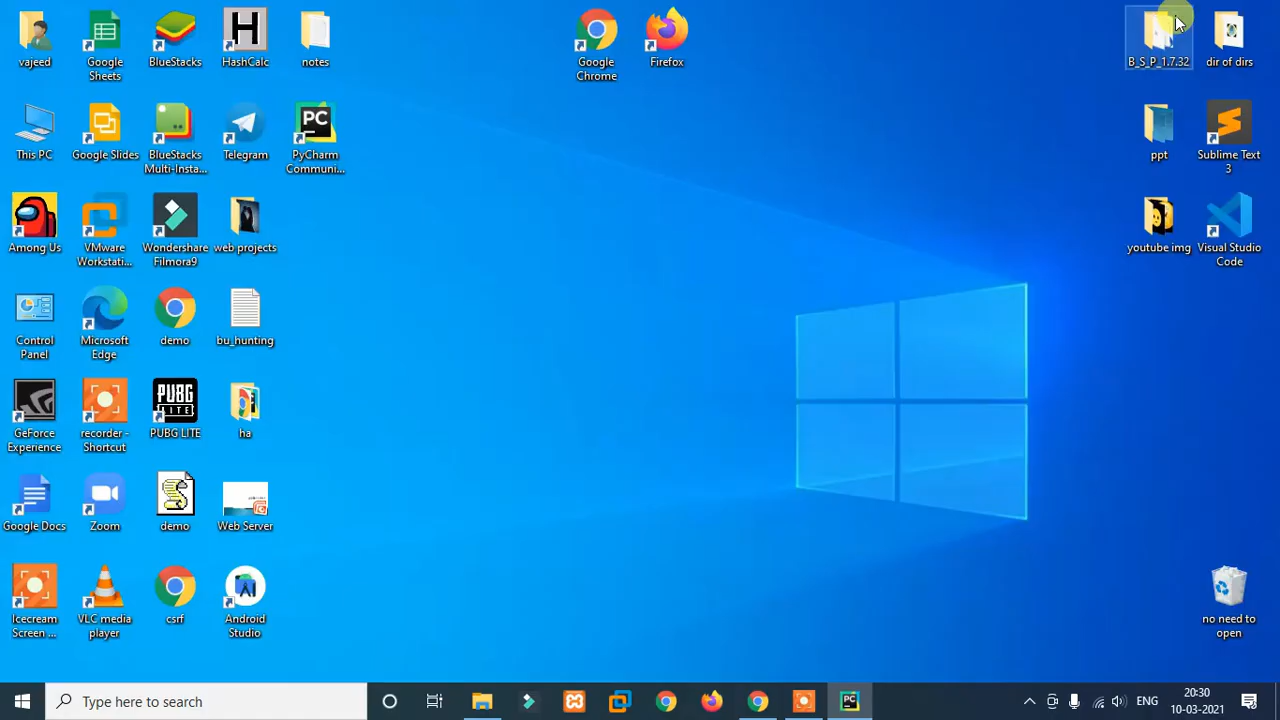 vajeed
Google
Sheets
BlueStacks
H
HashCalc
notes
Google
Chrome
Firefox
B_S_P_1.7.32
dir of dirs
This PC
Google Slides
BlueStacks
Multi-Insta...
Telegram
PC
PyCharm
Communi...
ppt
Sublime Text
3
Among Us
VMware
Workstati...
Wondershare
Filmora9
web projects
youtube img
Visual Studio
Code
Control
Panel
Microsoft
Edge
demo
bu_hunting
GeForce
Experience
recorder -
Shortcut
PUBG
LITE
PUBG LITE
ha
Google Docs
Zoom
demo
Web Server
Icecream
Screen ...
VLC media
player
csrf
Android
Studio
no need to
open
Type here to search
PC
ENG
20:30
10-03-2021